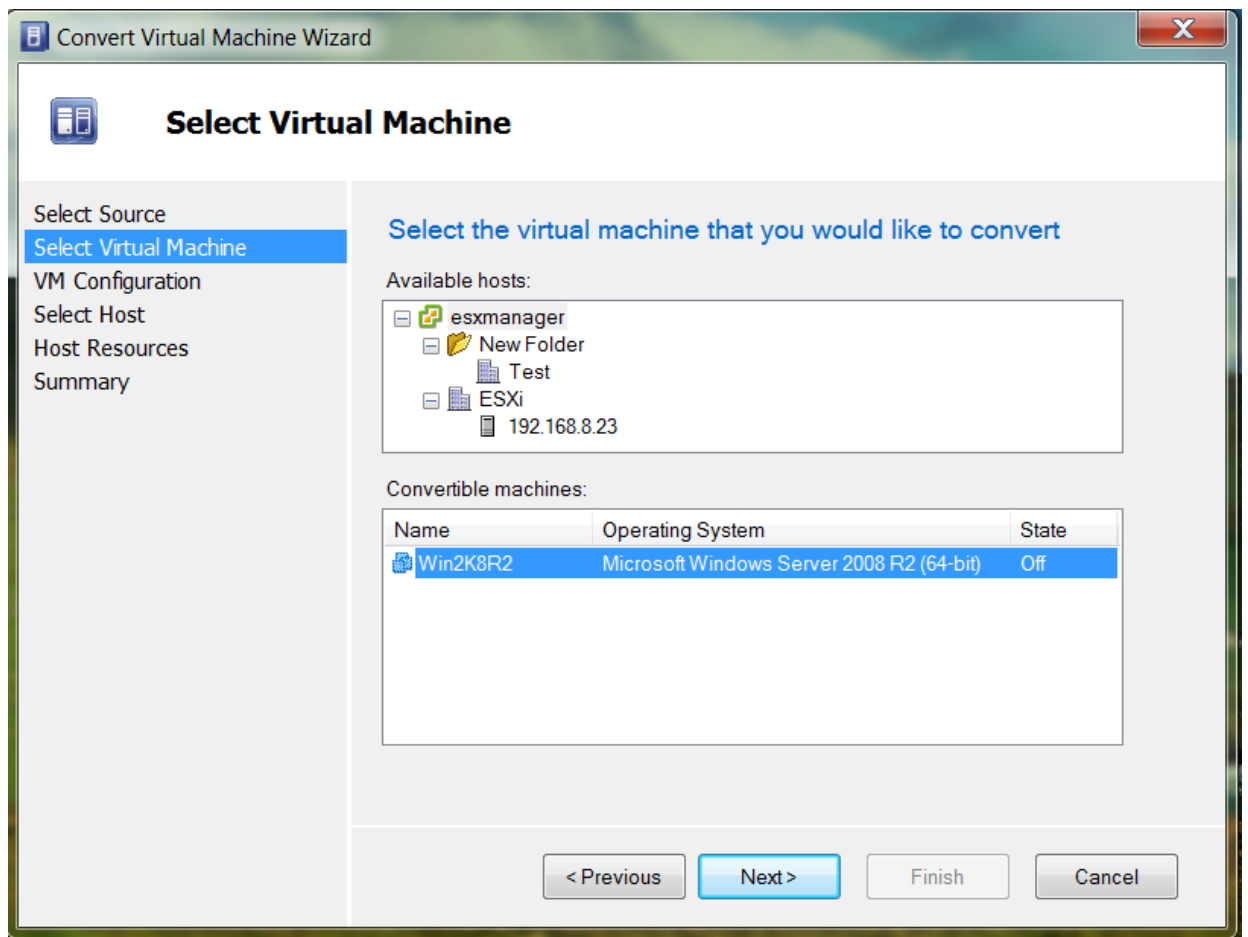 Convert Virtual Machine Wizard
Select Virtual Machine
Select Source
Select Virtual Machine
VM Configuration
Select Host
Host Resources
Summary
Select the virtual machine that you would like to convert
Available hosts:
esxmanager
New Folder
Test
ESXi
192.168.8.23
Convertible machines:
Name Operating System State
Win2K8R2 Microsoft Windows Server 2008 R2 (64-bit) Off
< Previous Next > Finish Cancel